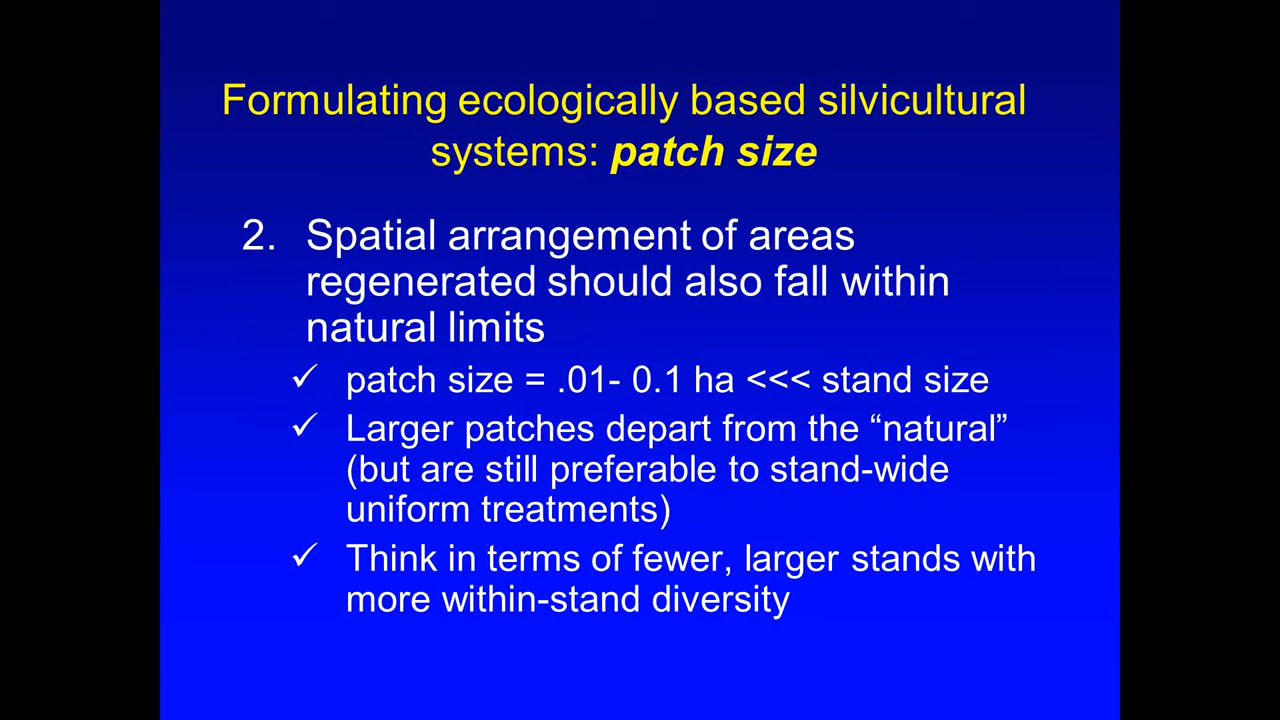 Formulating ecologically based silvicultural
systems: patch size
2. Spatial arrangement of areas
regenerated should also fall within
natural limits
✓ patch size = .01- 0.1 ha <<< stand size
✓ Larger patches depart from the “natural”
(but are still preferable to stand-wide
uniform treatments)
✓ Think in terms of fewer, larger stands with
more within-stand diversity